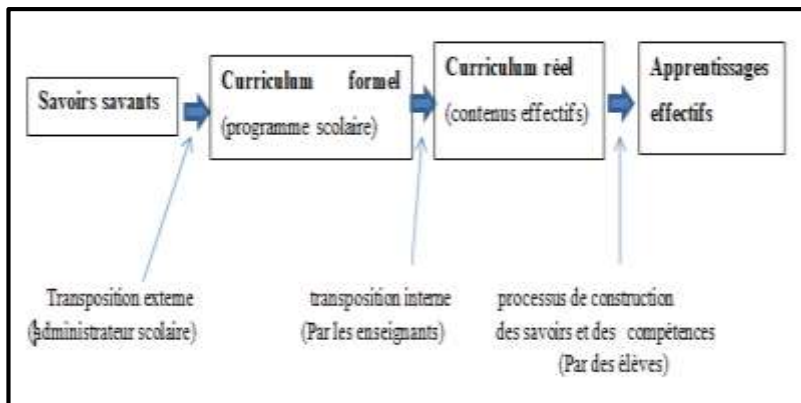 Savoirs savants
Curriculum formel
(programme scolaire)
Curriculum réel
(contenus effectifs)
Apprentissages
effectifs
Transposition externe
(administrateur scolaire)
transposition interne
(Par les enseignants)
processus de construction
des savoirs et des compétences
(Par des élèves)